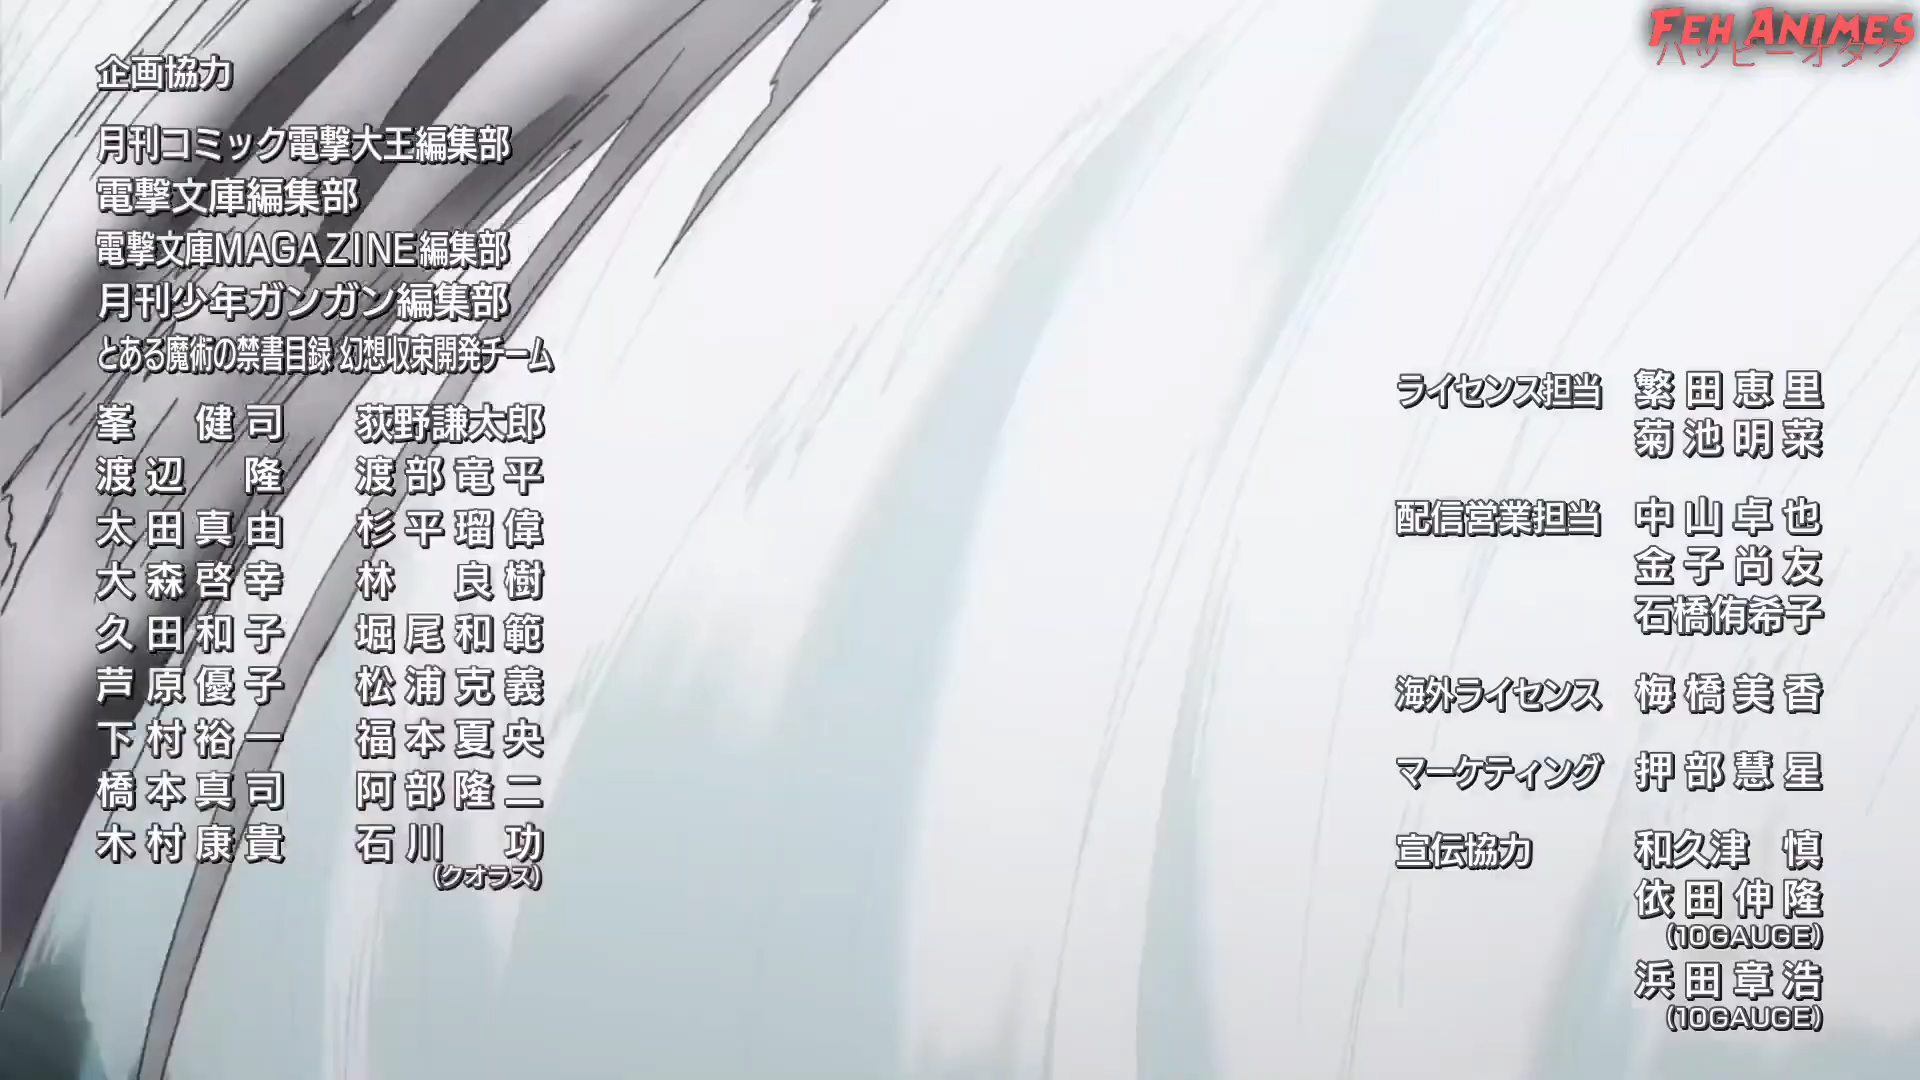 FEH ANIMES
ハッピーオタク
企画協力
月刊コミック電撃大王編集部
電撃文庫編集部
電撃文庫MAGAZINE編集部
月刊少年ガンガン編集部
とある魔術の禁書目録 幻想収束開発チーム
峯 健司 荻野謙太郎
渡辺 隆 渡部竜平
太田真由 杉平瑠偉
大森啓幸 林 良樹
久田和子 堀尾和範
芦原優子 松浦克義
下村裕一 福本夏央
橋本真司 阿部隆二
木村康貴 石川 功
(クオラス)
ライセンス担当 繁田恵里
菊池明菜
配信営業担当 中山卓也
金子尚友
石橋侑希子
海外ライセンス 梅橋美香
マーケティング 押部慧星
宣伝協力 和久津 慎
依田伸隆
(10GAUGE)
浜田章浩
(10GAUGE)